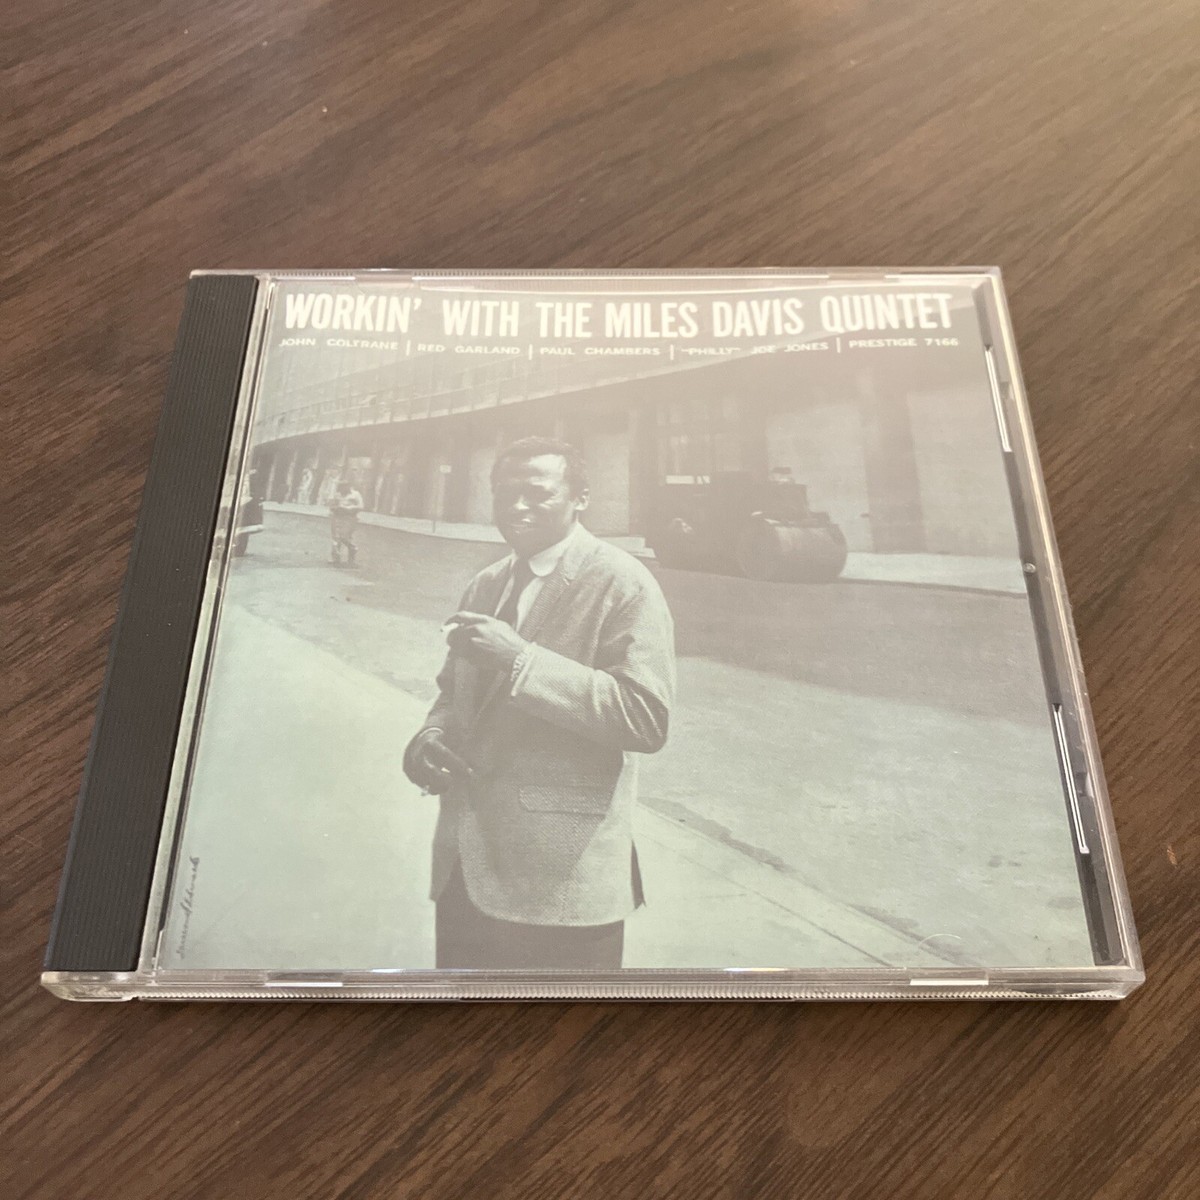 WORKIN' WITH THE MILES DAVIS QUINTET
JOHN COLTRANE | RED GARLAND | PAUL CHAMBERS | "PHILLY" JOE JONES | PRESTIGE 7166